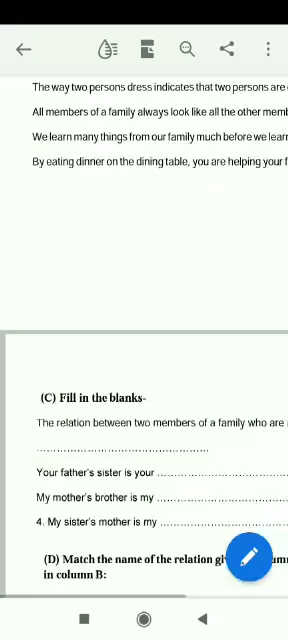 The way two persons dress indicates that two persons are
All members of a family always look like all the other mem
We learn many things from our family much before we lear
By eating dinner on the dining table, you are helping your f
(C) Fill in the blanks-
The relation between two members of a family who are
……………………………………………
Your father's sister is your ……………………………
My mother's brother is my ……………………………
4. My sister's mother is my ……………………………
(D) Match the name of the relation gi
in column B: